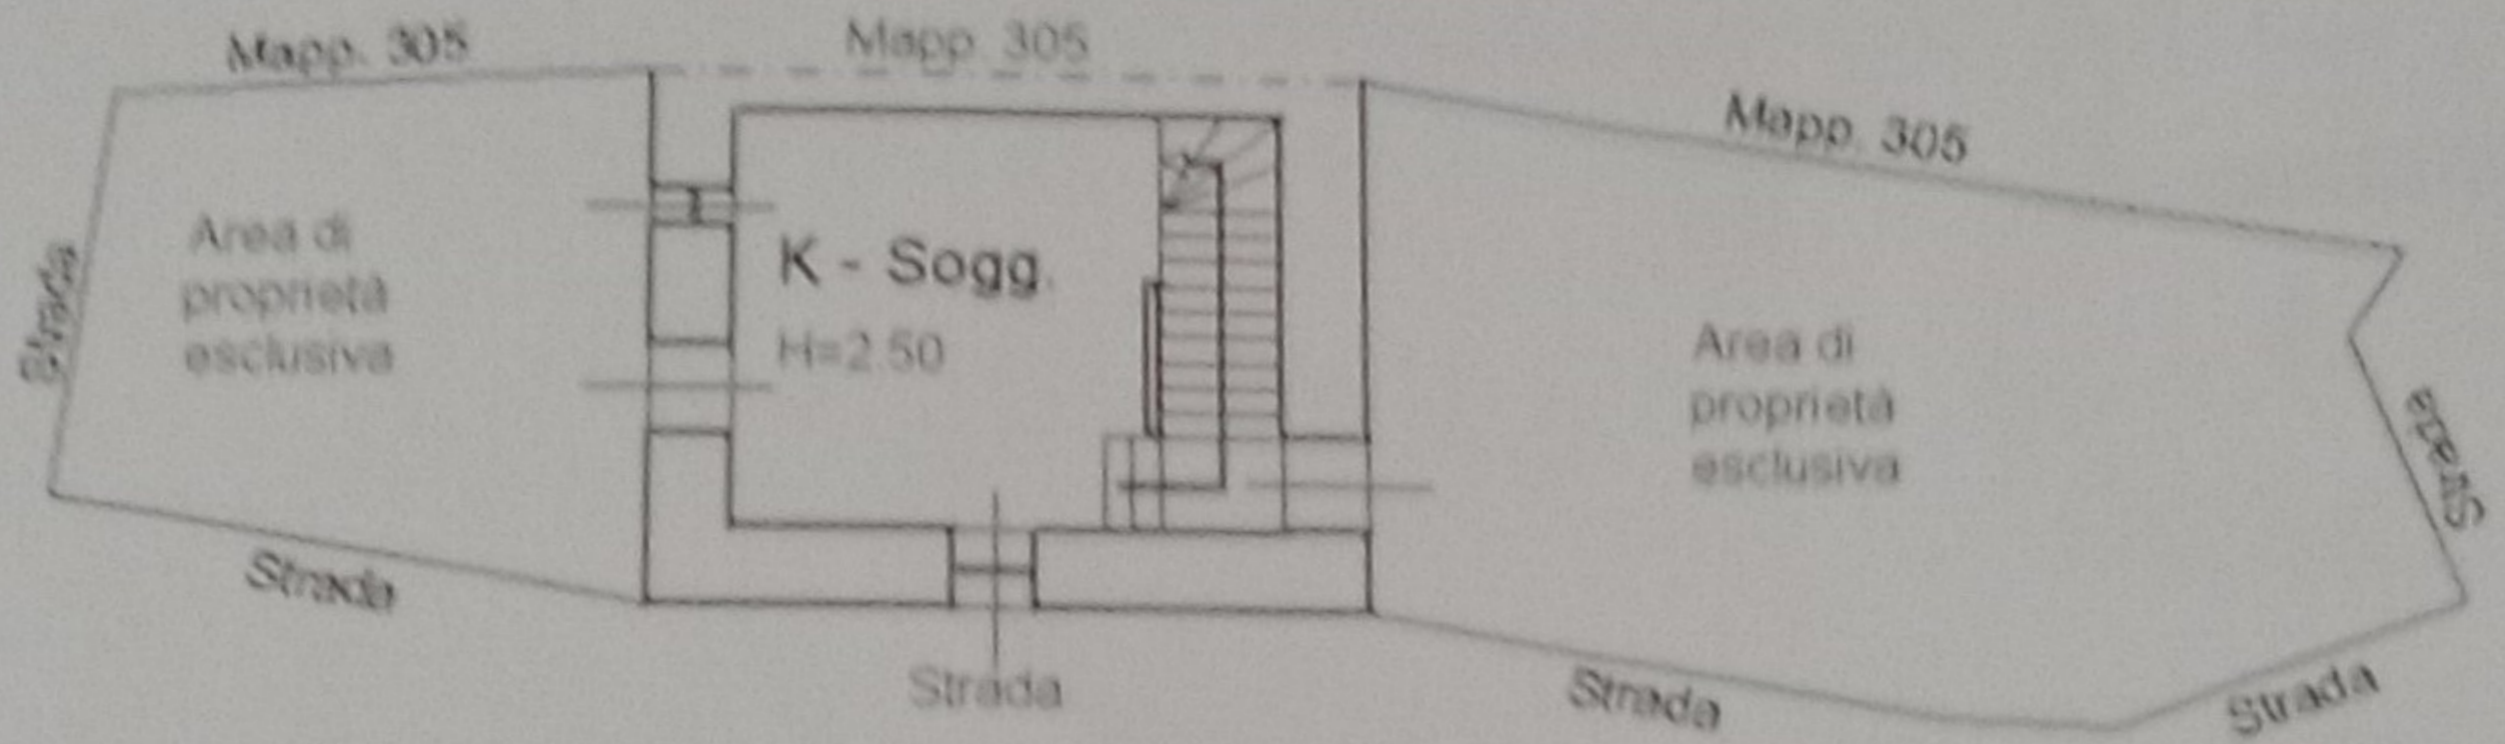 Mapp. 305
Mapp. 305
Mapp. 305
Strada
Area di
proprietà
esclusiva
K - Sogg.
H=2.50
Area di
proprietà
esclusiva
Strada
Strada
Strada
Strada
Strada